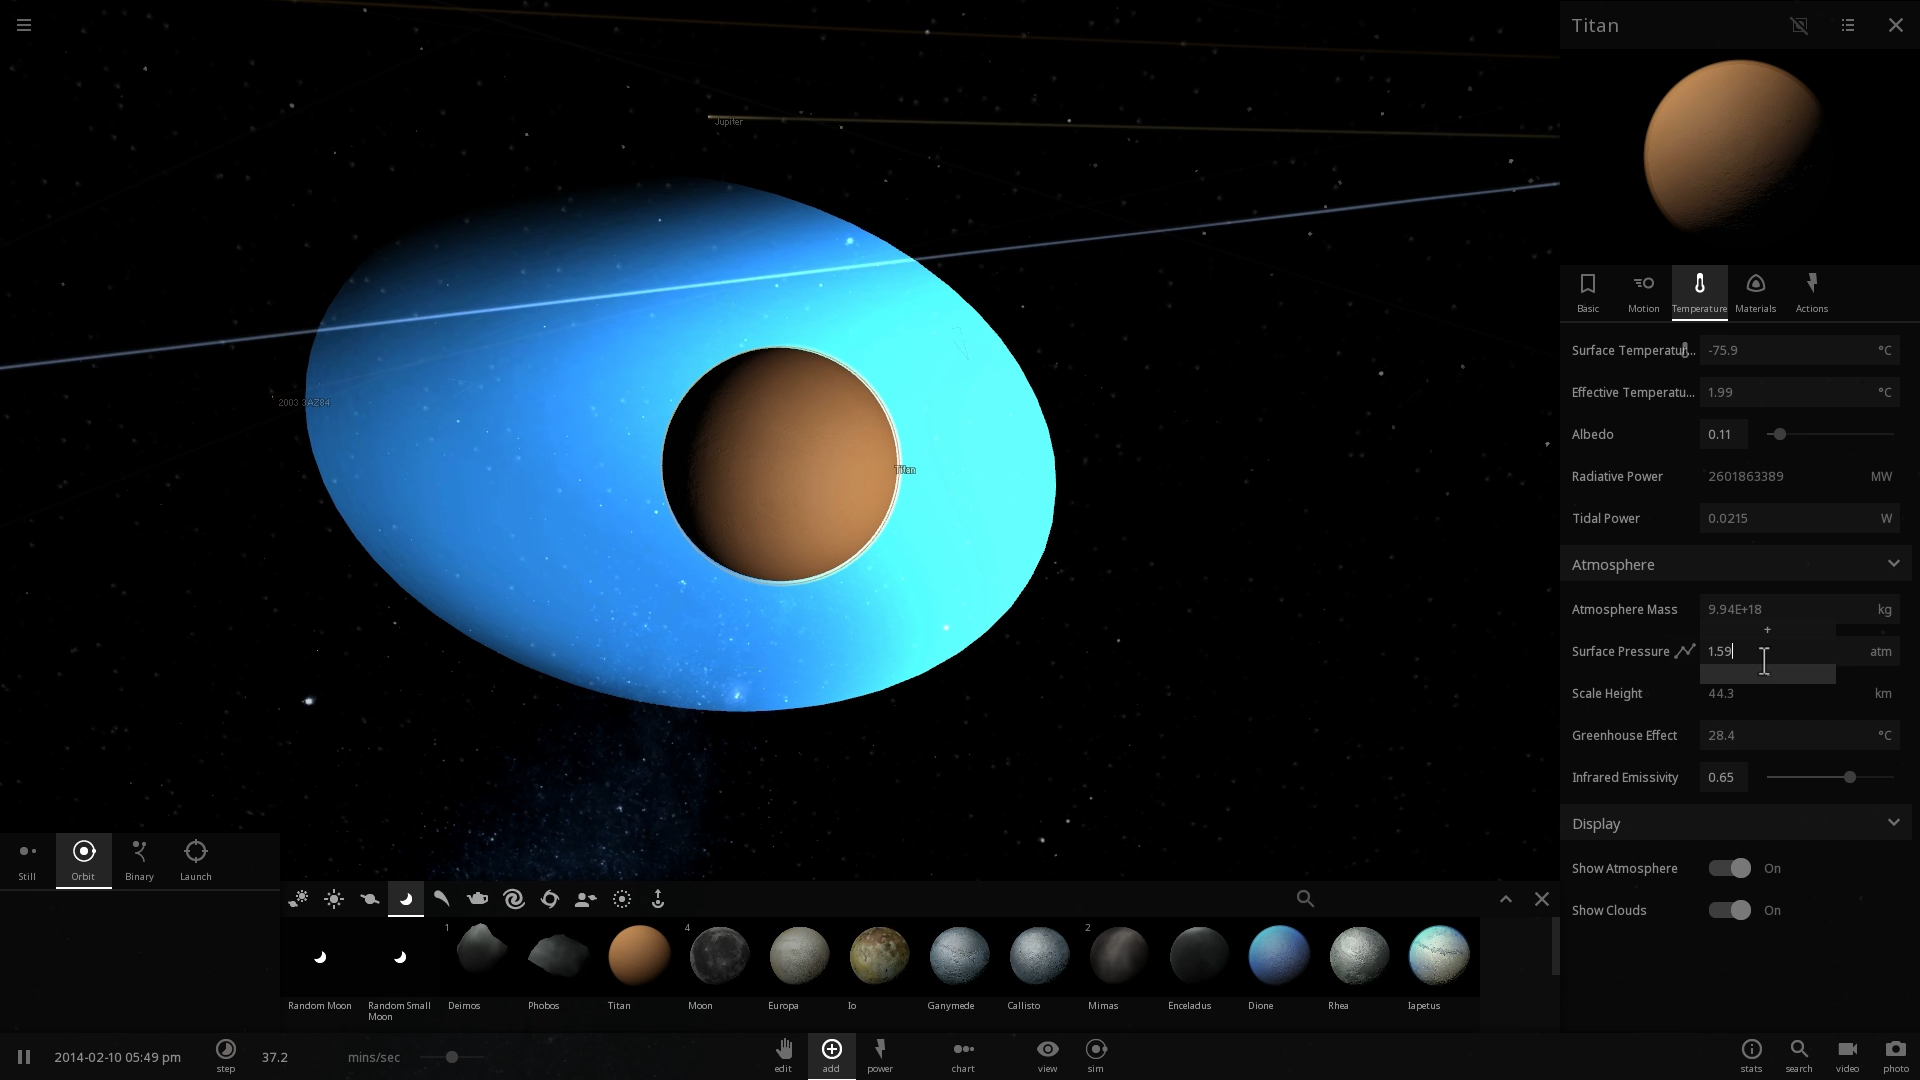 Titan
Jupiter
2003 3AZ84
Titan
Basic
Motion
Temperature
Materials
Actions
Surface Temperatur... -75.9 °C
Effective Temperatu... 1.99 °C
Albedo 0.11
Radiative Power 2601863389 MW
Tidal Power 0.0215 W
Atmosphere
Atmosphere Mass 9.94E+18 kg
+
Surface Pressure 1.59 atm
Scale Height 44.3 km
Greenhouse Effect 28.4 °C
Infrared Emissivity 0.65
Display
Show Atmosphere On
Show Clouds On
Still
Orbit
Binary
Launch
1
4
2
Random Moon
Random Small
Moon
Deimos
Phobos
Titan
Moon
Europa
Io
Ganymede
Callisto
Mimas
Enceladus
Dione
Rhea
Iapetus
2014-02-10 05:49 pm
step
37.2 mins/sec
edit
add
power
chart
view
sim
stats
search
video
photo